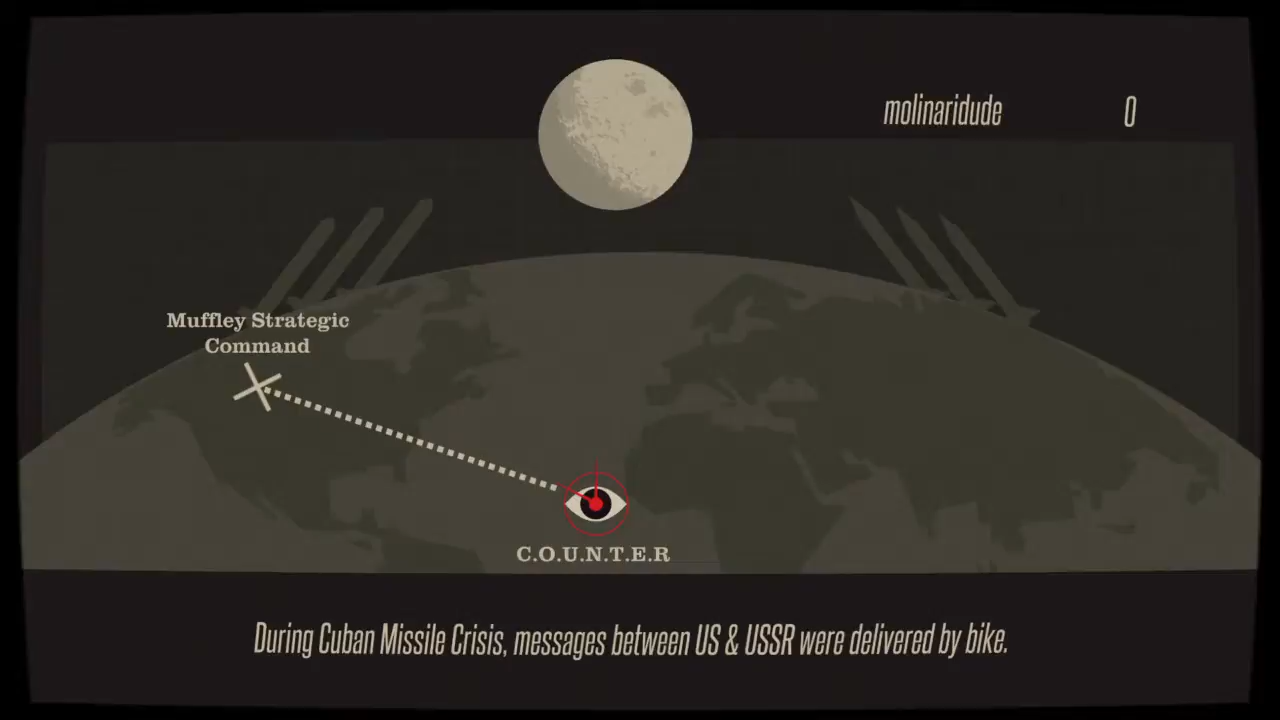 molinaridude 0
Muffley Strategic
Command
C.O.U.N.T.E.R
During Cuban Missile Crisis, messages between US & USSR were delivered by bike.